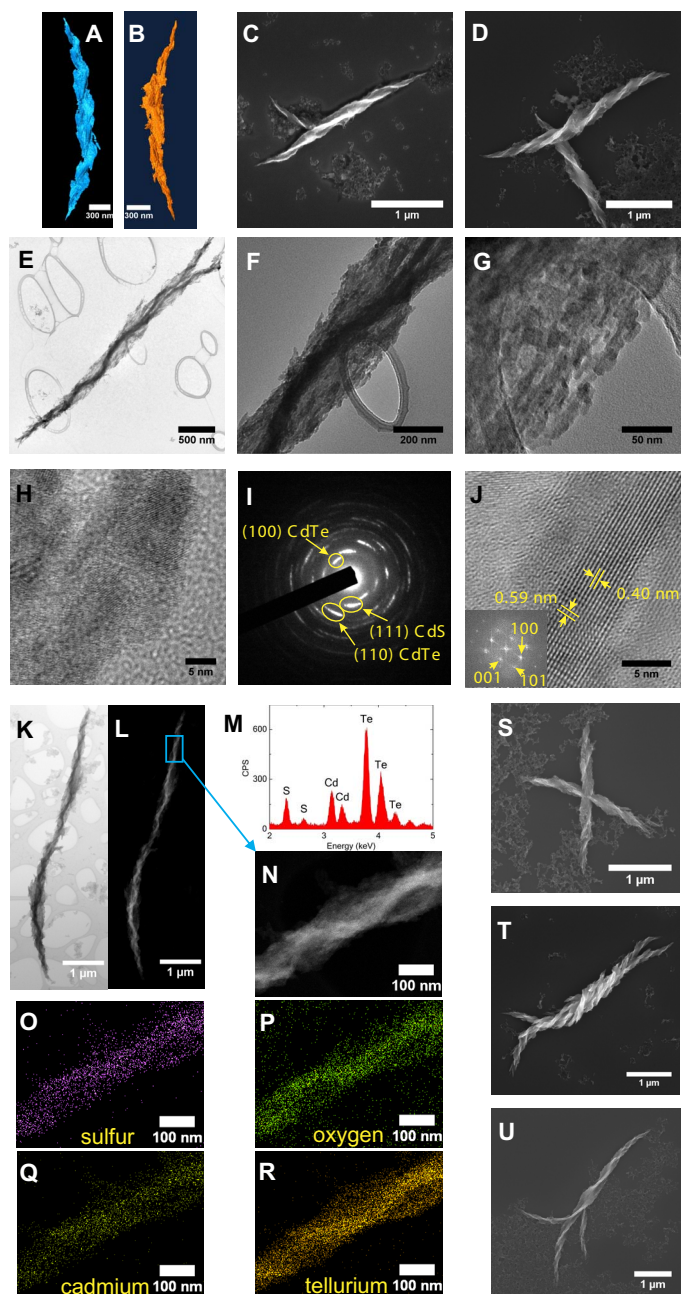 A
300 nm
B
300 nm
C
1 µm
D
1 µm
E
500 nm
F
200 nm
G
50 nm
H
5 nm
I
(100) CdTe
(111) CdS
(110) CdTe
J
0.59 nm
0.40 nm
100
001
101
5 nm
K
1 µm
L
1 µm
M
CPS
600
300
0
S
S
Cd
Cd
Te
Te
Te
2 3 4 5
Energy (keV)
N
100 nm
O
sulfur
100 nm
P
oxygen
100 nm
Q
cadmium
100 nm
R
tellurium
100 nm
S
1 µm
T
1 µm
U
1 µm